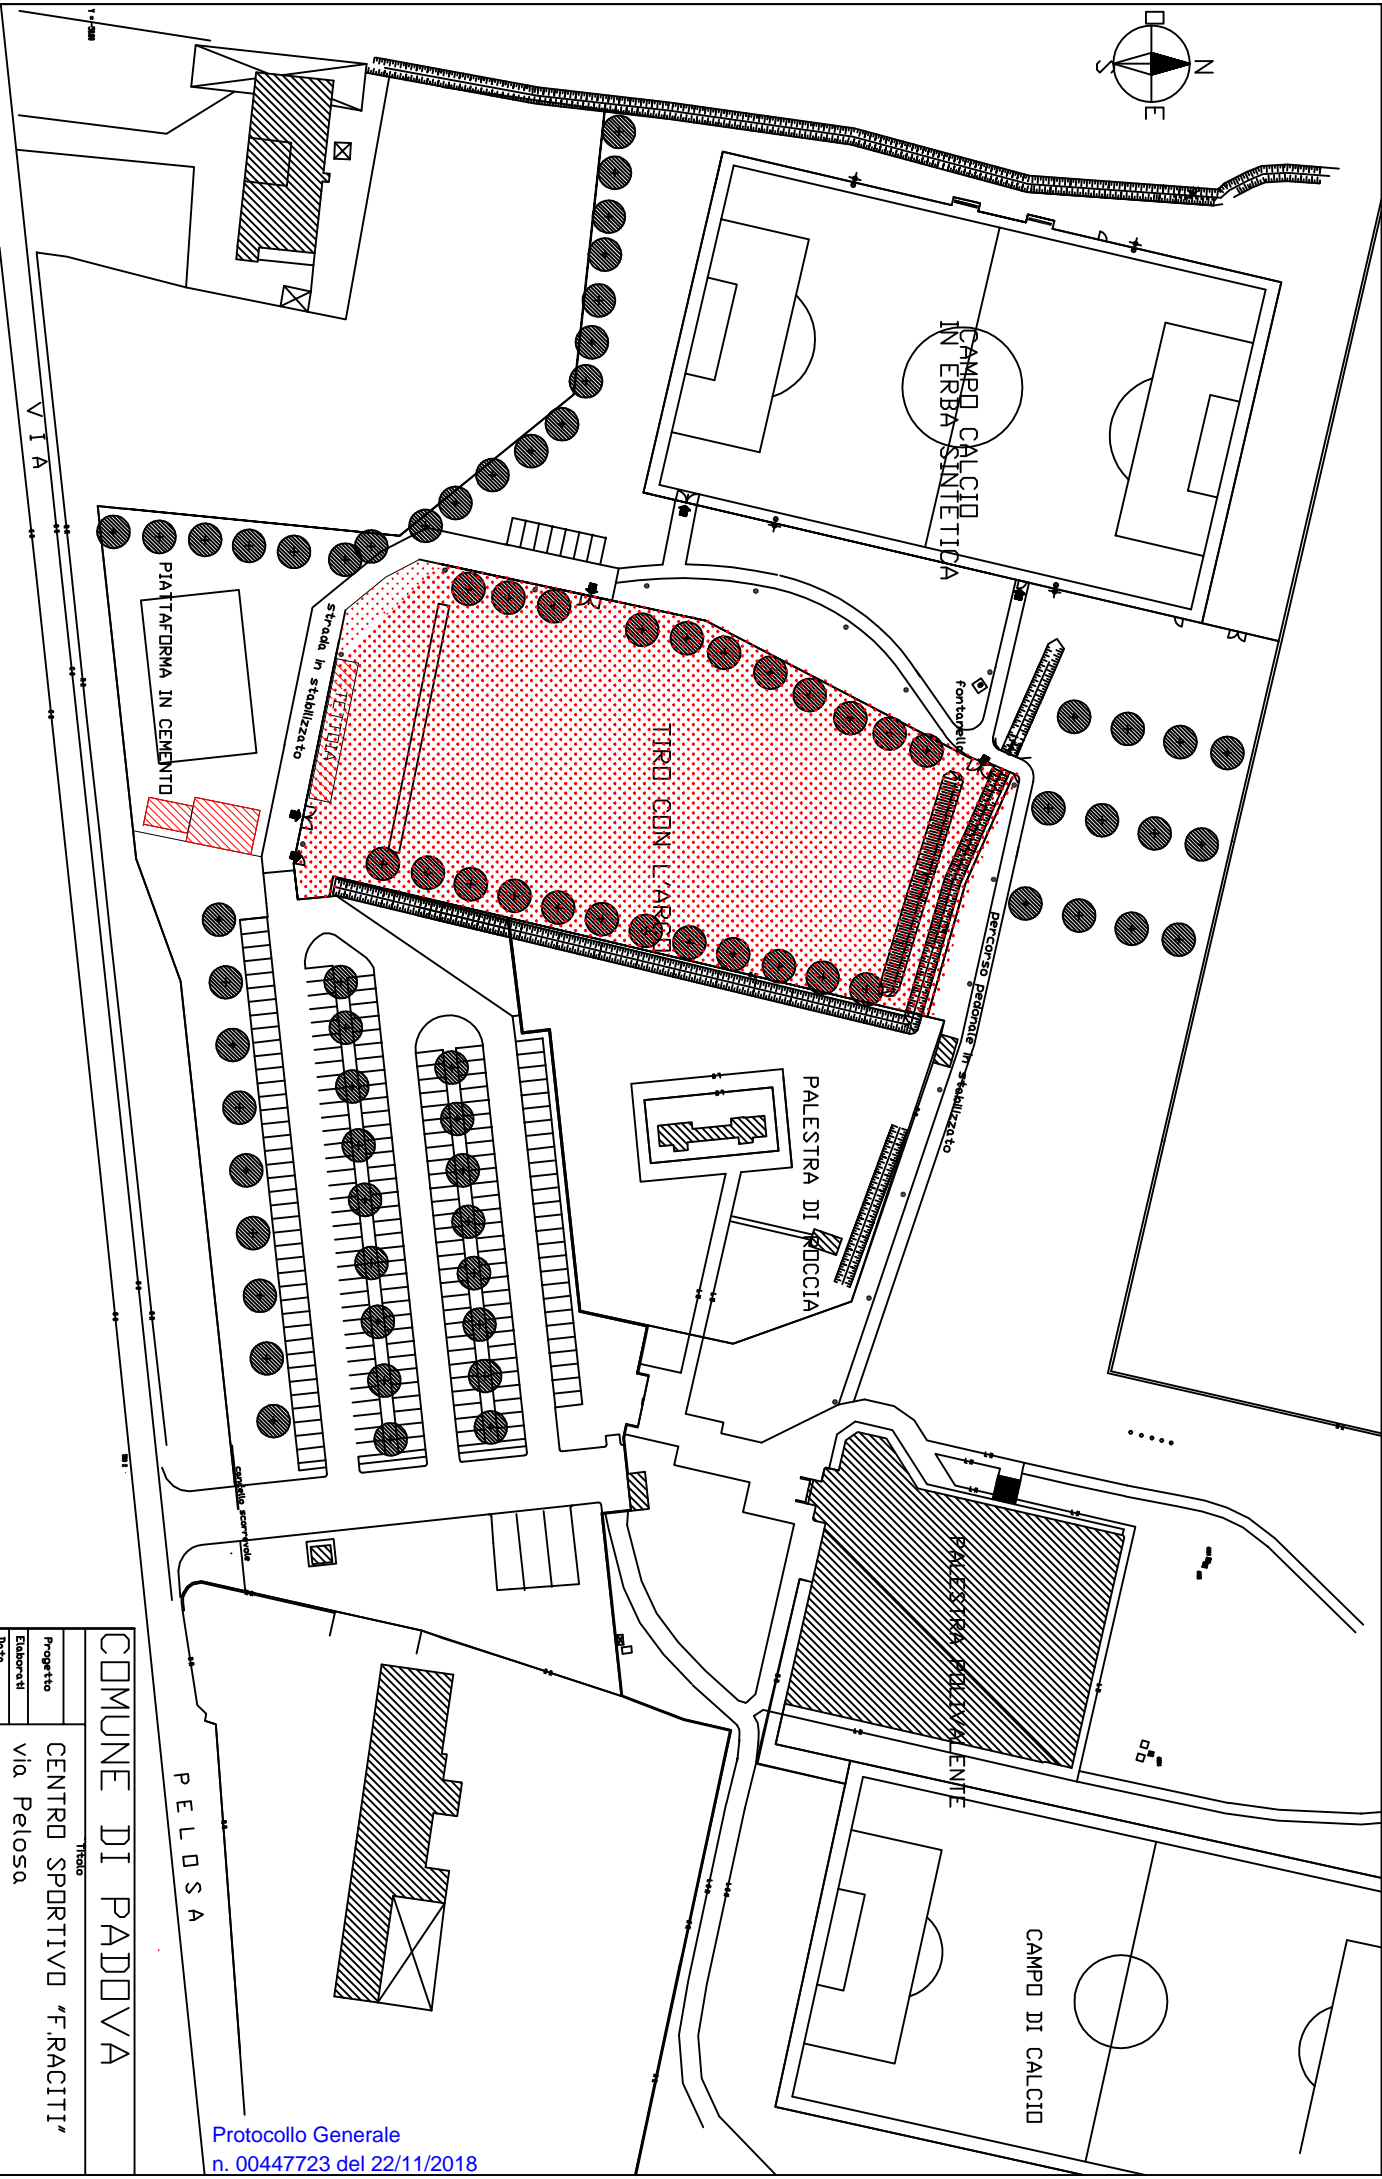 N
E
S
O
CAMPO CALCIO
IN ERBA SINTETICA
fontanella
percorso pedonale in stabilizzato
TIRO CON L'ARCO
TETTOIA
strada in stabilizzato
PIATTAFORMA IN CEMENTO
PALESTRA DI ROCCIA
PALESTRA POLIVALENTE
CAMPO DI CALCIO
cancello scorrevole
VIA
PELOSA
COMUNE DI PADOVA
Titolo
Progetto
CENTRO SPORTIVO "F.RACITI"
Elaborati
via Pelosa
Data
Protocollo Generale
n. 00447723 del 22/11/2018